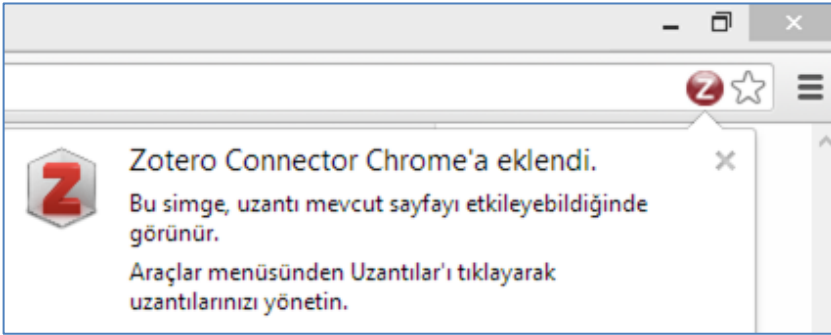 Z
Z
Zotero Connector Chrome'a eklendi.
Bu simge, uzantı mevcut sayfayı etkileyebildiğinde
görünür.
Araçlar menüsünden Uzantılar'ı tıklayarak
uzantılarınızı yönetin.